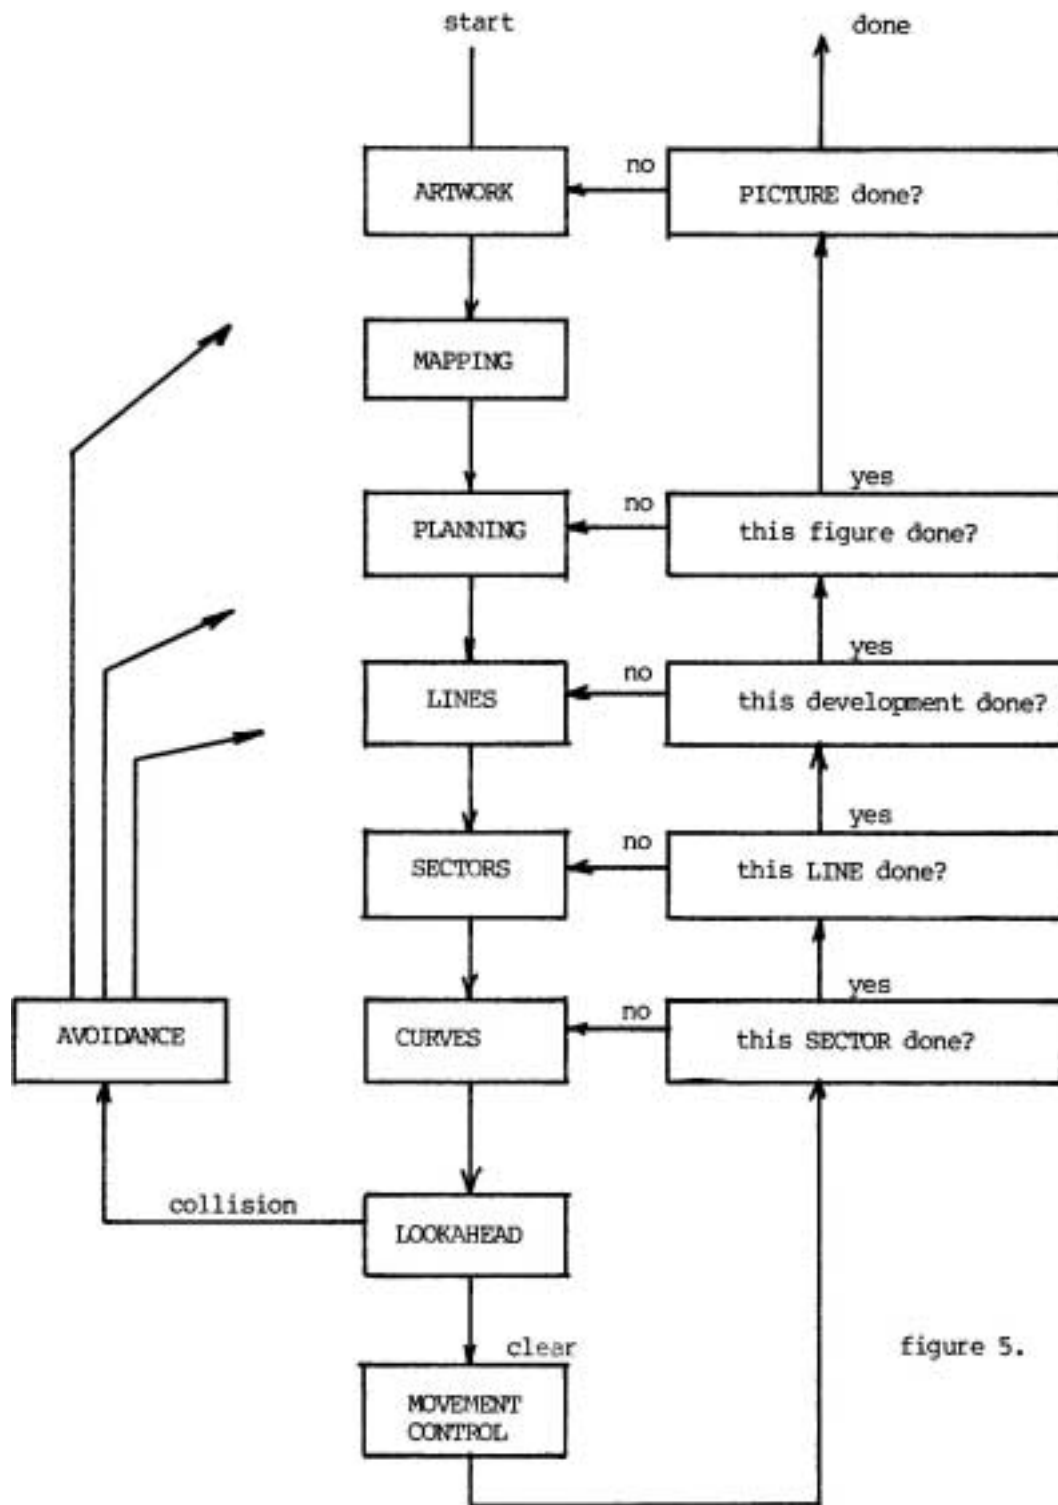 start
done
no
ARTWORK
PICTURE done?
MAPPING
yes
no
PLANNING
this figure done?
yes
no
LINES
this development done?
yes
no
SECTORS
this LINE done?
yes
no
AVOIDANCE
CURVES
this SECTOR done?
collision
LOOKAHEAD
clear
figure 5.
MOVEMENT
CONTROL